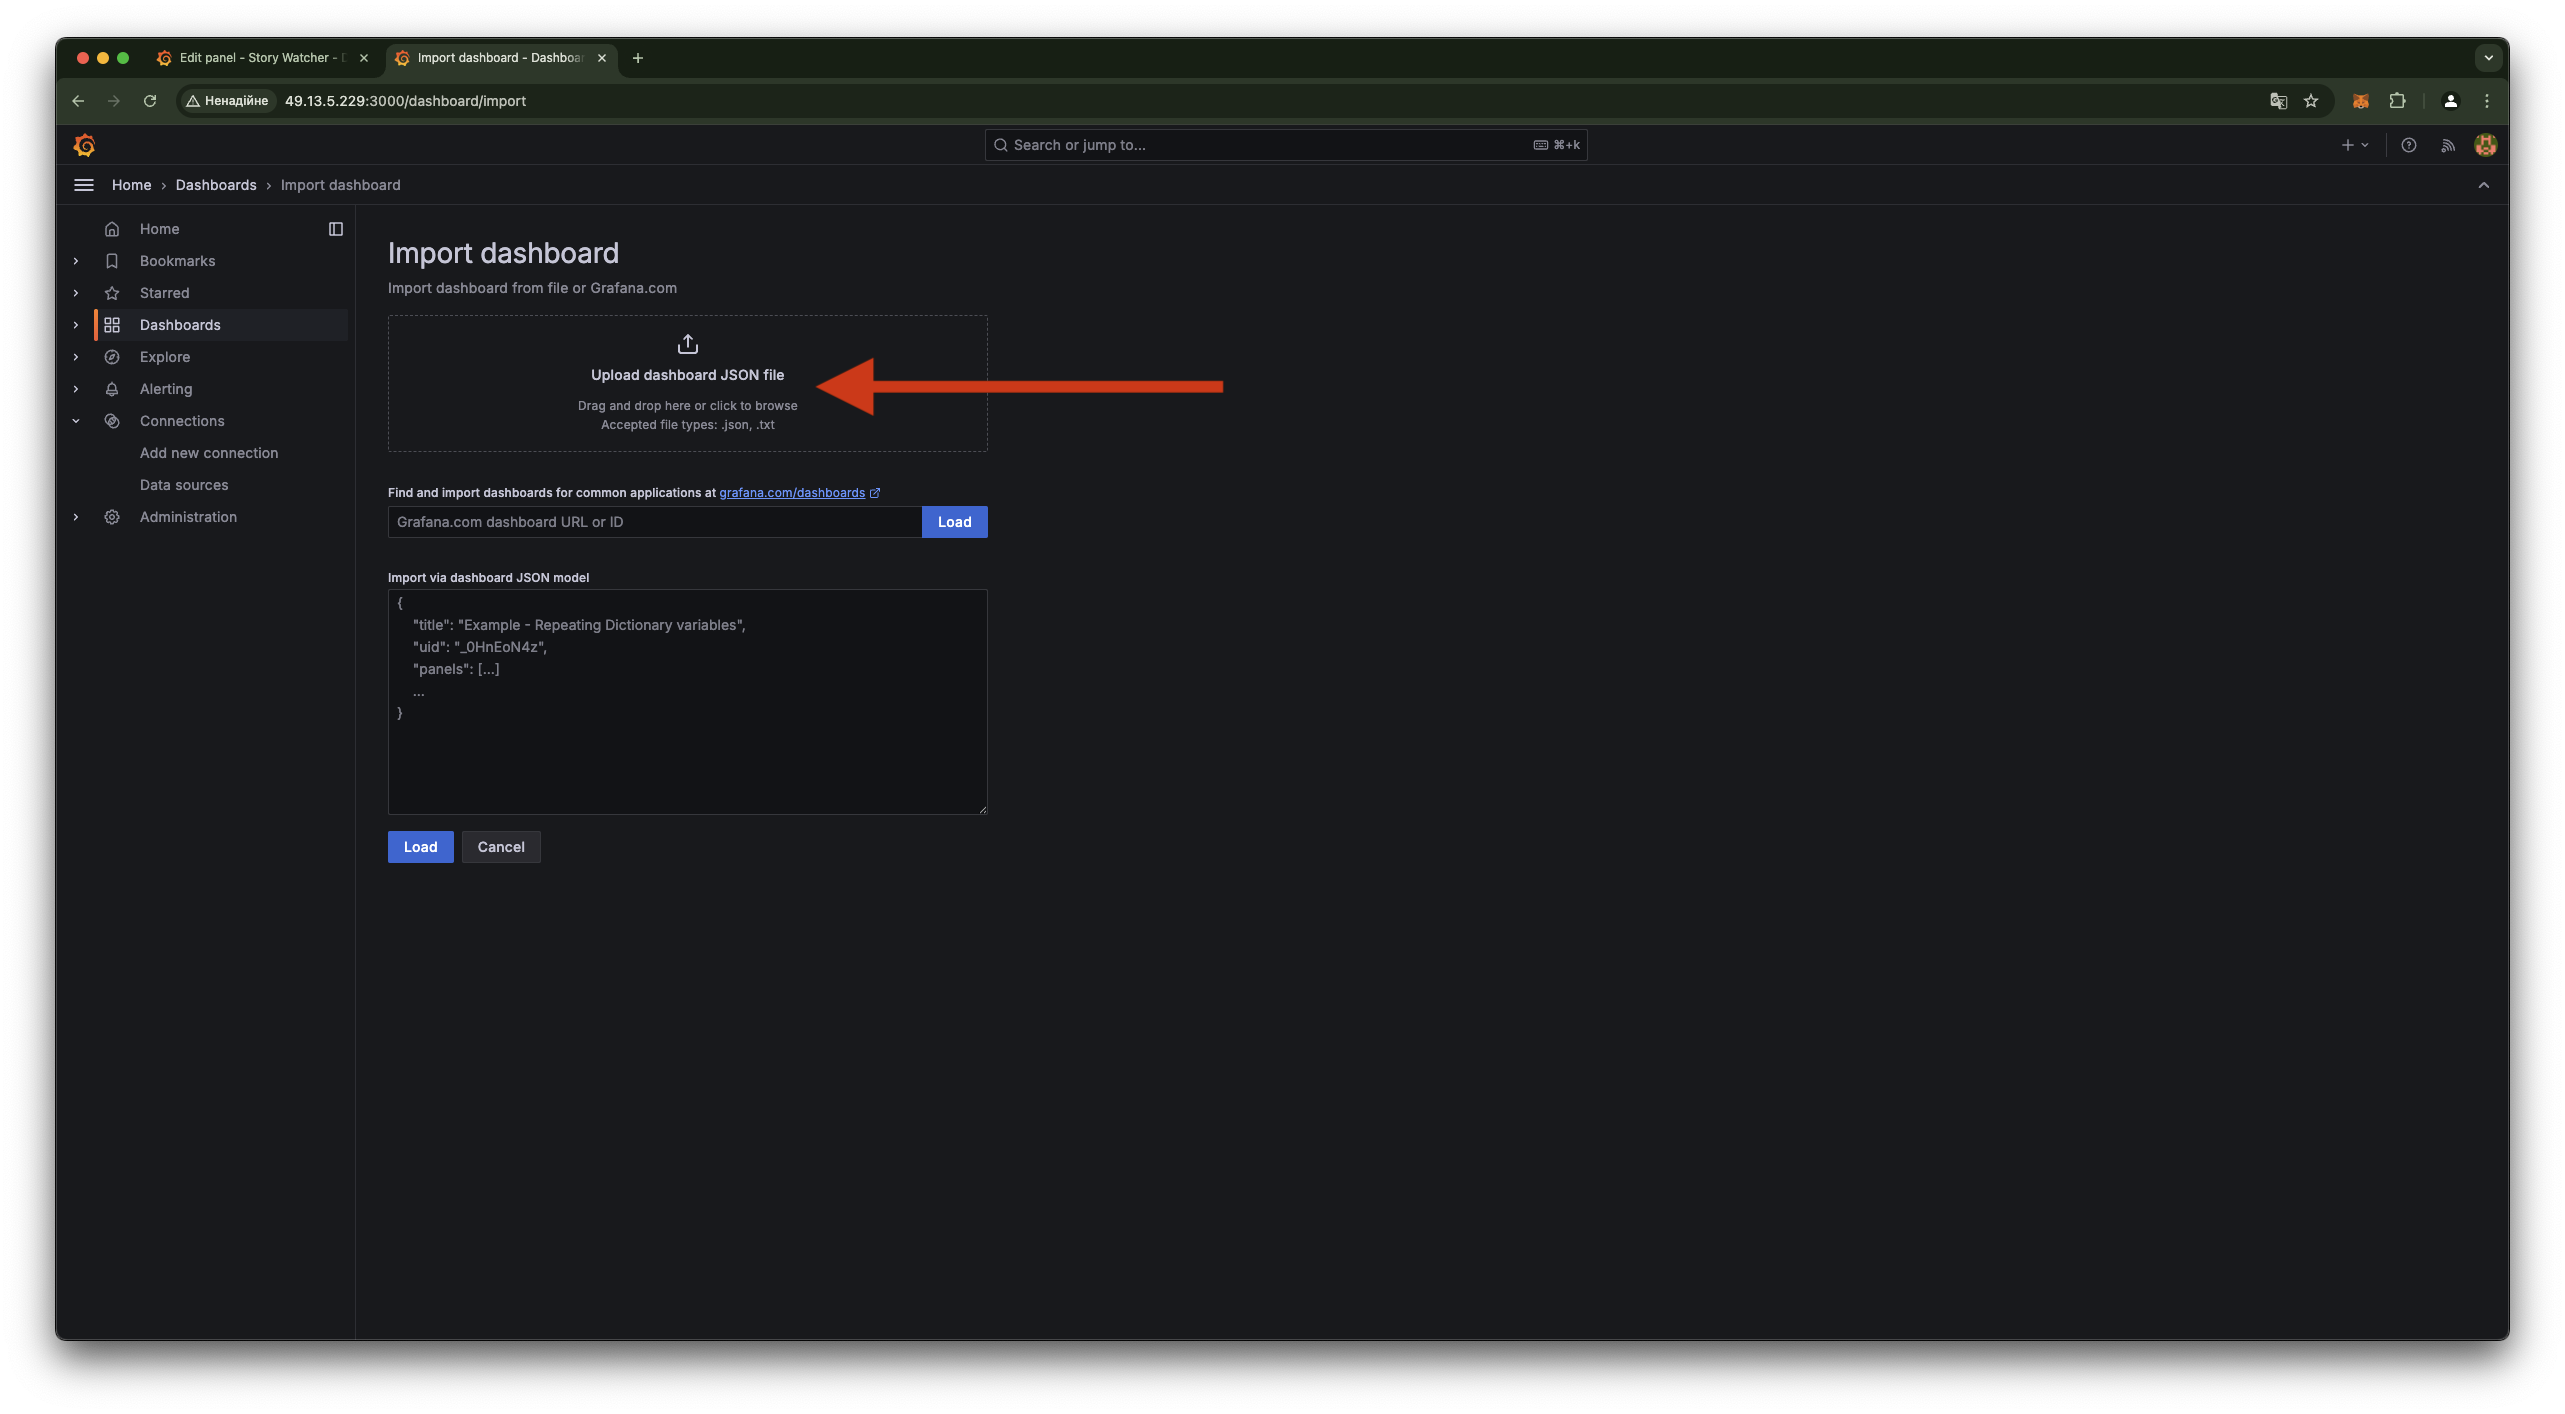 Edit panel - Story Watcher - D
Import dashboard - Dashboar
Ненадійне
49.13.5.229:3000/dashboard/import
Search or jump to...
⌘+k
Home › Dashboards › Import dashboard
Home
Bookmarks
Starred
Dashboards
Explore
Alerting
Connections
Add new connection
Data sources
Administration
Import dashboard
Import dashboard from file or Grafana.com
Upload dashboard JSON file
Drag and drop here or click to browse
Accepted file types: .json, .txt
Find and import dashboards for common applications at grafana.com/dashboards
Grafana.com dashboard URL or ID
Load
Import via dashboard JSON model
{
"title": "Example - Repeating Dictionary variables",
"uid": "_0HnEoN4z",
"panels": [...]
...
}
Load
Cancel